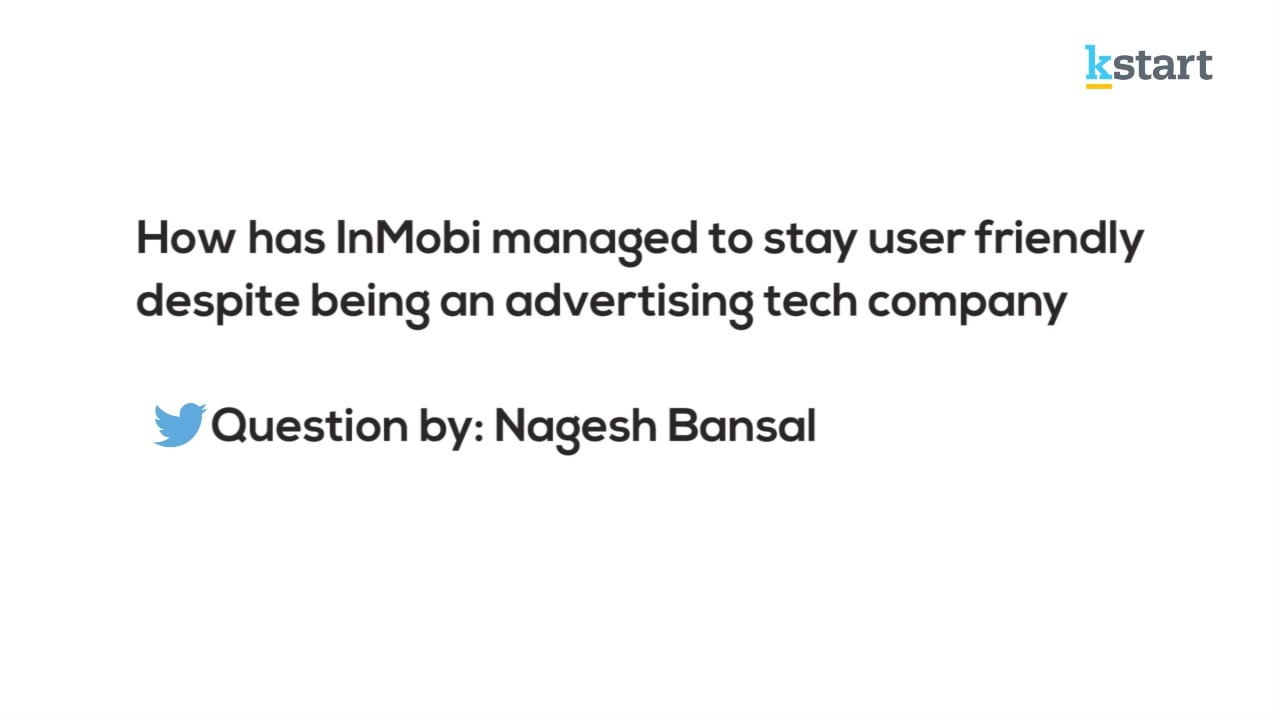 kstart
How has InMobi managed to stay user friendly
despite being an advertising tech company
Question by: Nagesh Bansal